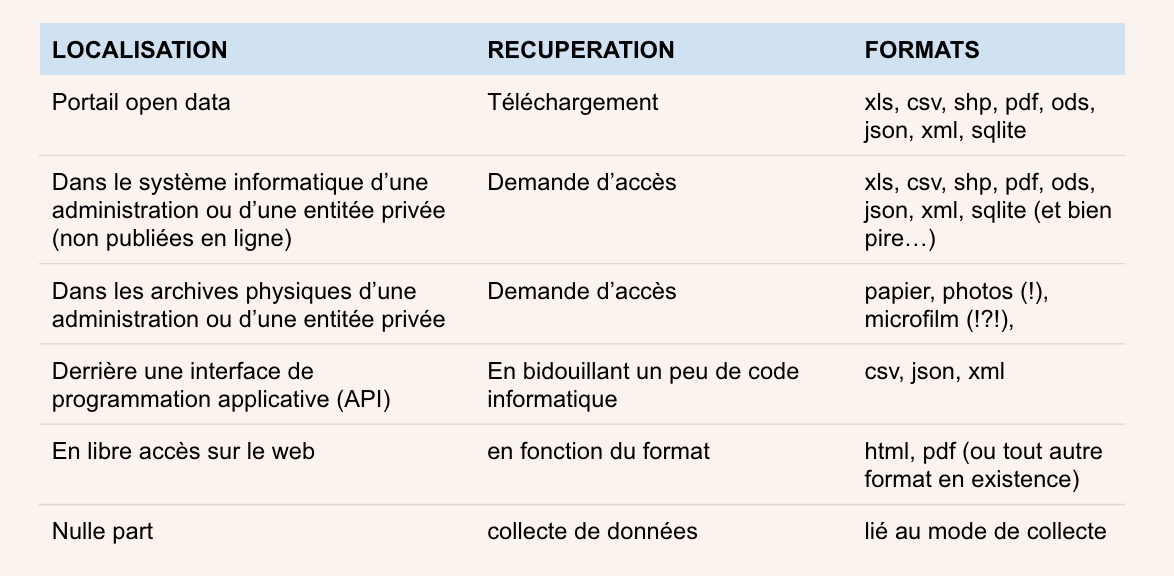 LOCALISATION RECUPERATION FORMATS
Portail open data Téléchargement xls, csv, shp, pdf, ods,
json, xml, sqlite
Dans le système informatique d’une Demande d’accès xls, csv, shp, pdf, ods,
administration ou d’une entitée privée json, xml, sqlite (et bien
(non publiées en ligne) pire…)
Dans les archives physiques d’une Demande d’accès papier, photos (!),
administration ou d’une entitée privée microfilm (!?!),
Derrière une interface de En bidouillant un peu de code csv, json, xml
programmation applicative (API) informatique
En libre accès sur le web en fonction du format html, pdf (ou tout autre
format en existence)
Nulle part collecte de données lié au mode de collecte